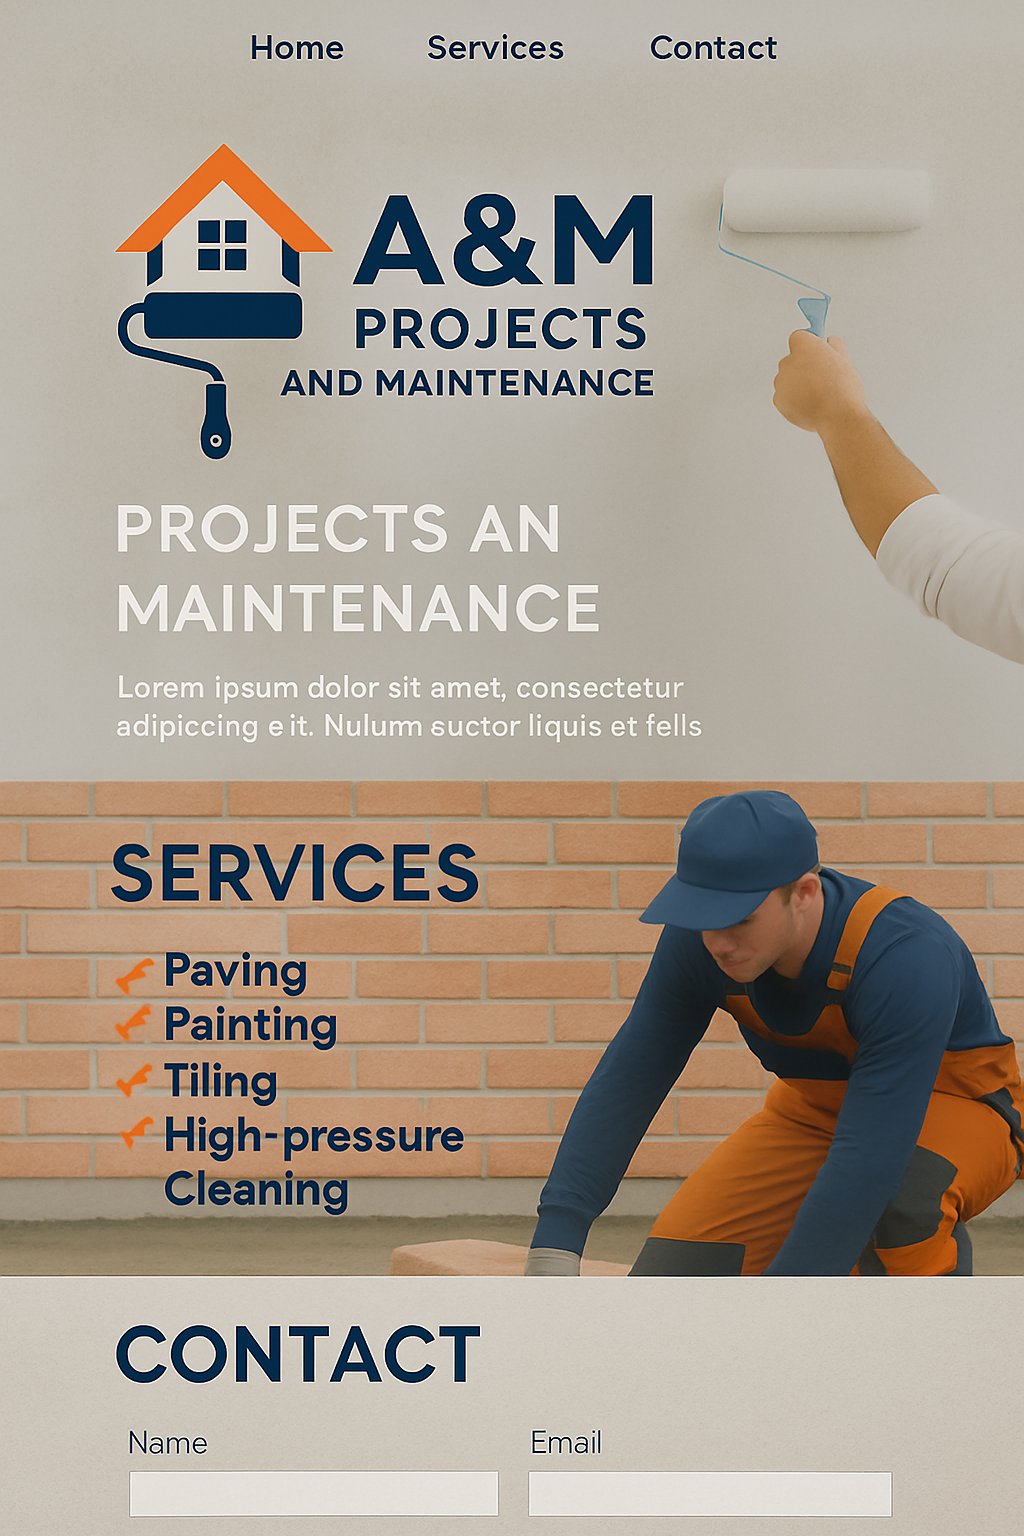 Home Services Contact
A&M
PROJECTS
AND MAINTENANCE
PROJECTS AN
MAINTENANCE
Lorem ipsum dolor sit amet, consectetur
adipiccing e it. Nulum suctor liquis et fells
SERVICES
Paving
Painting
Tiling
High-pressure
Cleaning
CONTACT
Name Email